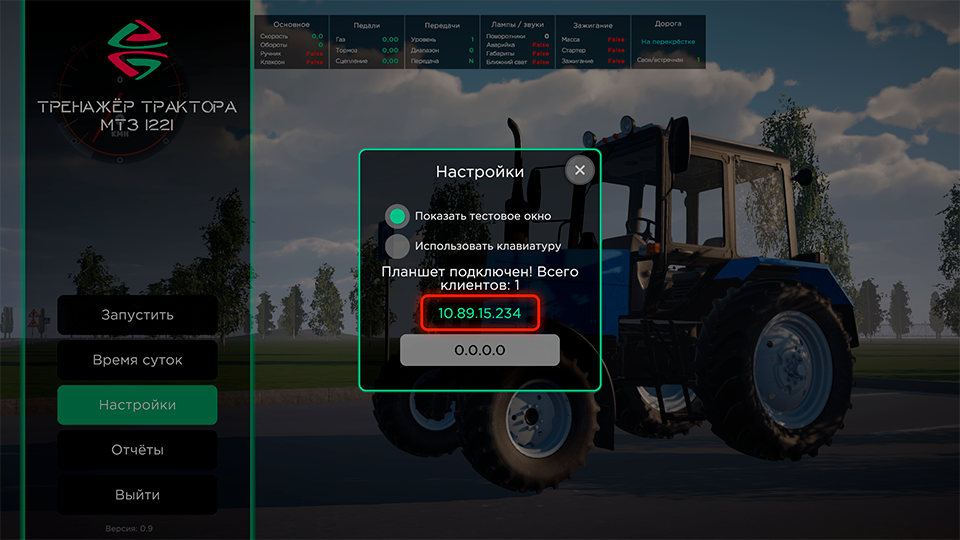 ТРЕНАЖЁР ТРАКТОРА
МТЗ 1221
КМH
Основное
Скорость 0,0
Обороты 0
Ручник False
Клаксон False
Педали
Газ 0,00
Тормоз 0,00
Сцепление 0,00
Передачи
Уровень 1
Диапазон 0
Передача N
Лампы / звуки
Поворотники 0
Аварийка False
Габариты False
Ближний свет False
Зажигание
Масса False
Стартер False
Зажигание False
Дорога
На перекрёстке
Своя/встречная 1
Настройки
Показать тестовое окно
Использовать клавиатуру
Планшет подключен! Всего
клиентов: 1
10.89.15.234
0.0.0.0
Запустить
Время суток
Настройки
Отчёты
Выйти
Версия: 0.9